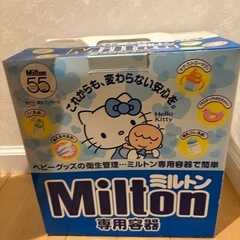 Milton
55
これからも、変わらない安心を。
Hello Kitty
ベビーグッズの衛生管理…ミルトン専用容器で簡単
ミルトン
Milton
専用容器